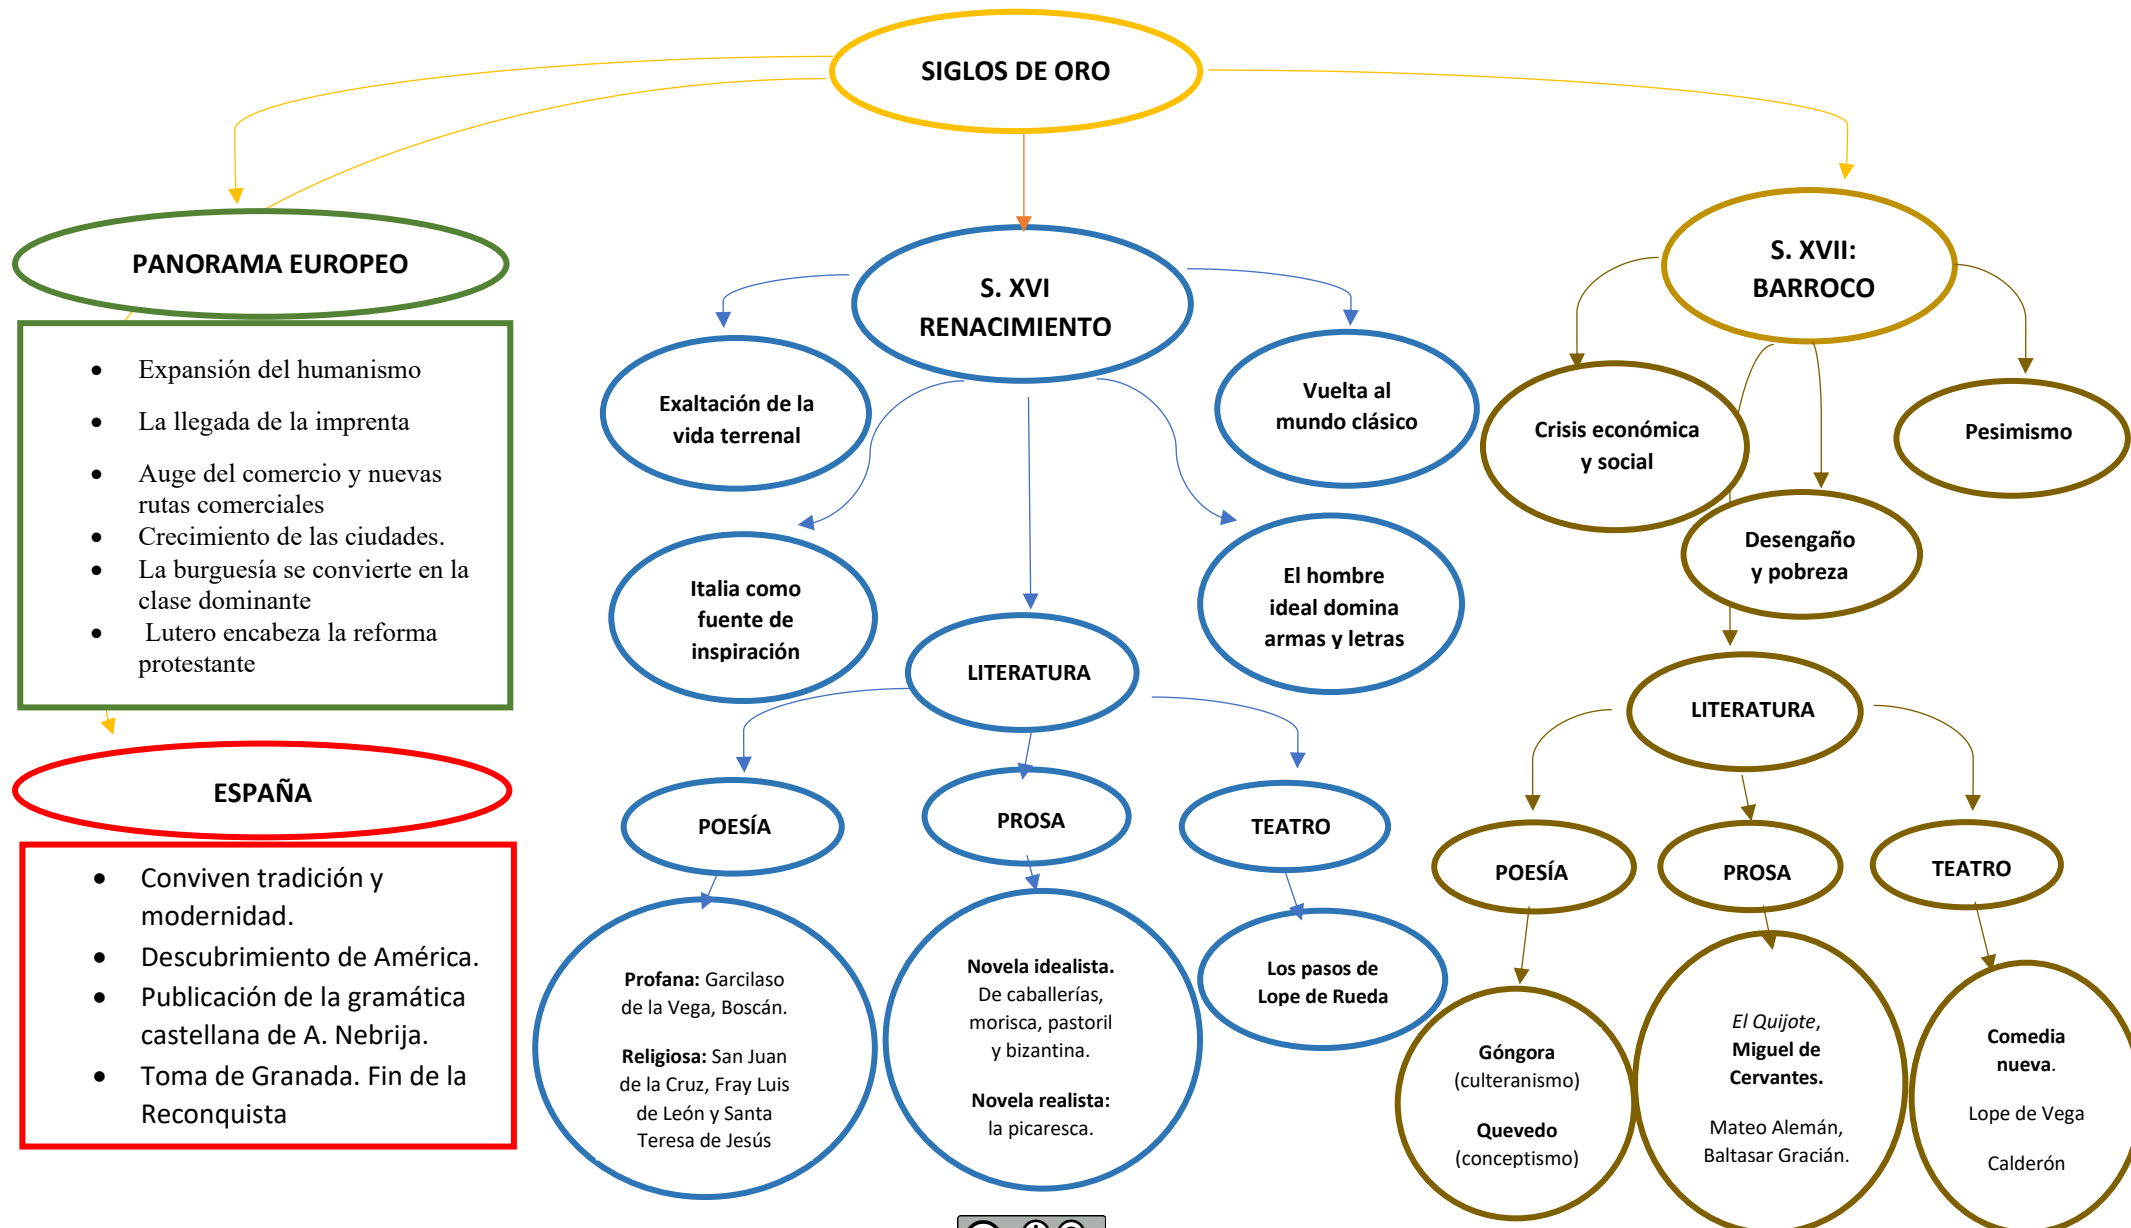 SIGLOS DE ORO
PANORAMA EUROPEO
• Expansión del humanismo
• La llegada de la imprenta
• Auge del comercio y nuevas
rutas comerciales
• Crecimiento de las ciudades.
• La burguesía se convierte en la
clase dominante
• Lutero encabeza la reforma
protestante
ESPAÑA
• Conviven tradición y
modernidad.
• Descubrimiento de América.
• Publicación de la gramática
castellana de A. Nebrija.
• Toma de Granada. Fin de la
Reconquista
S. XVI
RENACIMIENTO
Exaltación de la
vida terrenal
Vuelta al
mundo clásico
Italia como
fuente de
inspiración
El hombre
ideal domina
armas y letras
LITERATURA
POESÍA
PROSA
TEATRO
Profana: Garcilaso
de la Vega, Boscán.
Religiosa: San Juan
de la Cruz, Fray Luis
de León y Santa
Teresa de Jesús
Novela idealista.
De caballerías,
morisca, pastoril
y bizantina.
Novela realista:
la picaresca.
Los pasos de
Lope de Rueda
S. XVII:
BARROCO
Crisis económica
y social
Pesimismo
Desengaño
y pobreza
LITERATURA
POESÍA
PROSA
TEATRO
Góngora
(culteranismo)
Quevedo
(conceptismo)
El Quijote,
Miguel de
Cervantes.
Mateo Alemán,
Baltasar Gracián.
Comedia
nueva.
Lope de Vega
Calderón